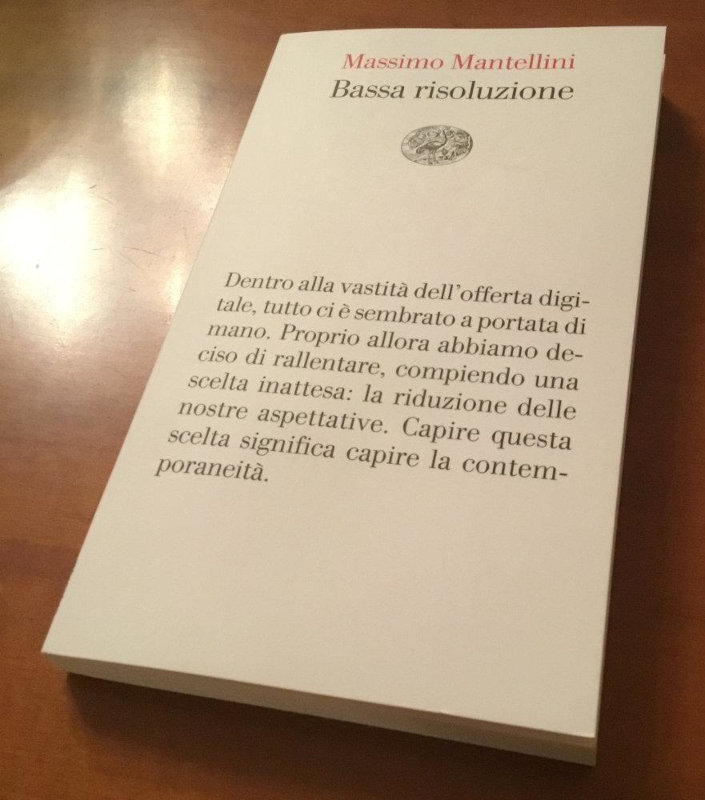 Massimo Mantellini
Bassa risoluzione
Dentro alla vastità dell'offerta digi-
tale, tutto ci è sembrato a portata di
mano. Proprio allora abbiamo de-
ciso di rallentare, compiendo una
scelta inattesa: la riduzione delle
nostre aspettative. Capire questa
scelta significa capire la contem-
poraneità.